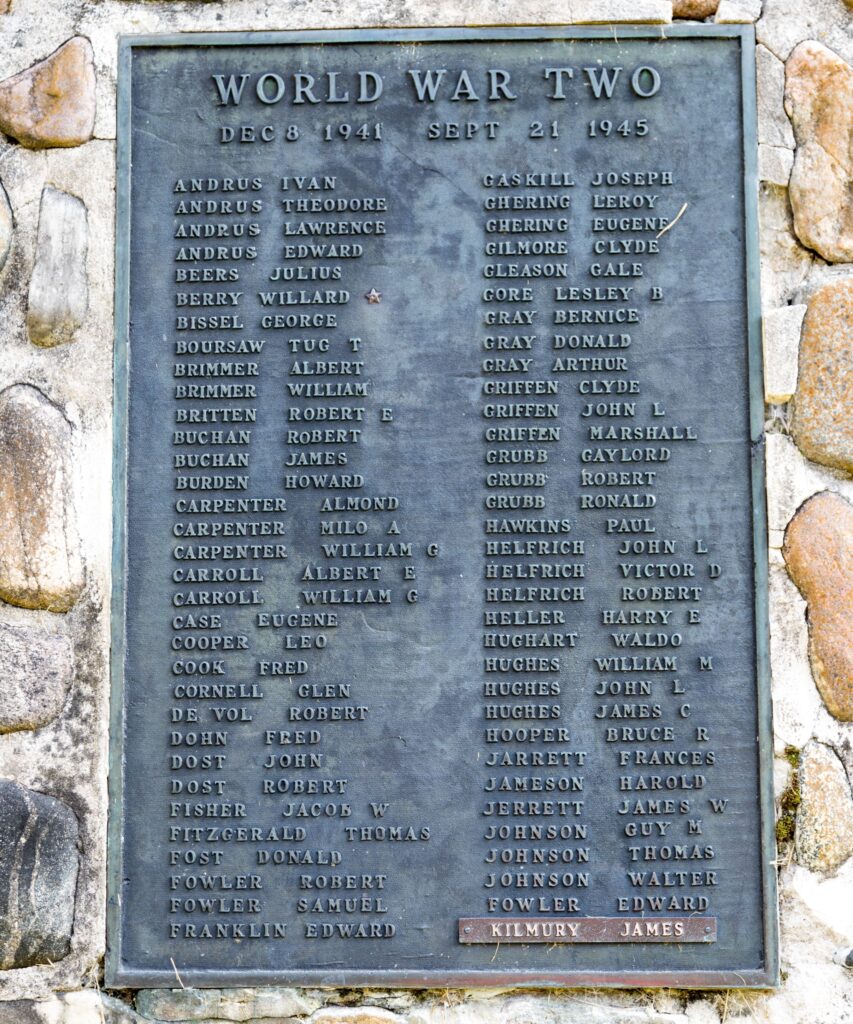 WORLD WAR TWO
DEC 8 1941 SEPT 21 1945
ANDRUS IVAN
ANDRUS THEODORE
ANDRUS LAWRENCE
ANDRUS EDWARD
BEERS JULIUS
BERRY WILLARD
BISSEL GEORGE
BOURSAW TUG T
BRIMMER ALBERT
BRIMMER WILLIAM
BRITTEN ROBERT E
BUCHAN ROBERT
BUCHAN JAMES
BURDEN HOWARD
CARPENTER ALMOND
CARPENTER MILO A
CARPENTER WILLIAM G
CARROLL ALBERT E
CARROLL WILLIAM G
CASE EUGENE
COOPER LEO
COOK FRED
CORNELL GLEN
DE VOL ROBERT
DOHN FRED
DOST JOHN
DOST ROBERT
FISHER JACOB W
FITZGERALD THOMAS
FOST DONALD
FOWLER ROBERT
FOWLER SAMUEL
FRANKLIN EDWARD
GASKILL JOSEPH
GHERING LEROY
GHERING EUGENE
GILMORE CLYDE
GLEASON GALE
GORE LESLEY B
GRAY BERNICE
GRAY DONALD
GRAY ARTHUR
GRIFFEN CLYDE
GRIFFEN JOHN L
GRIFFEN MARSHALL
GRUBB GAYLORD
GRUBB ROBERT
GRUBB RONALD
HAWKINS PAUL
HELFRICH JOHN L
HELFRICH VICTOR D
HELFRICH ROBERT
HELLER HARRY E
HUGHART WALDO
HUGHES WILLIAM M
HUGHES JOHN L
HUGHES JAMES C
HOOPER BRUCE R
JARRETT FRANCES
JAMESON HAROLD
JERRETT JAMES W
JOHNSON GUY M
JOHNSON THOMAS
JOHNSON WALTER
FOWLER EDWARD
KILMURY JAMES